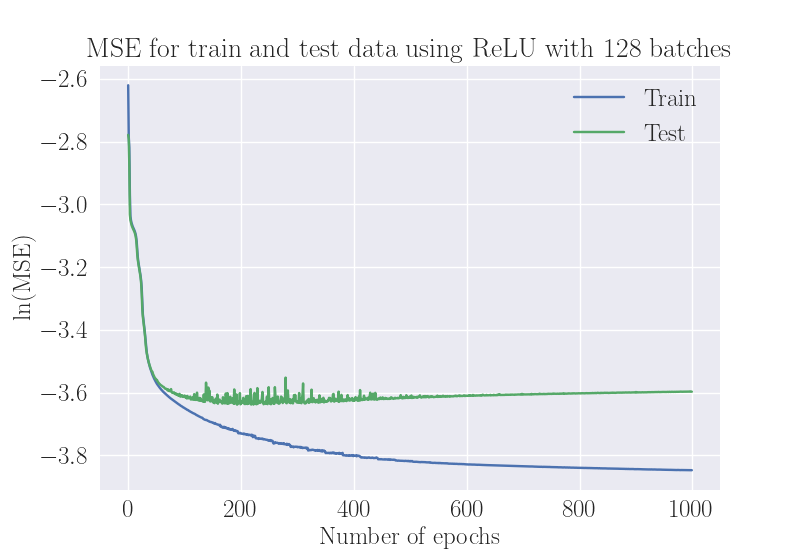 MSE for train and test data using ReLU with 128 batches
−2.6
−2.8
−3.0
−3.2
−3.4
−3.6
−3.8
ln(MSE)
Train
Test
0 200 400 600 800 1000
Number of epochs